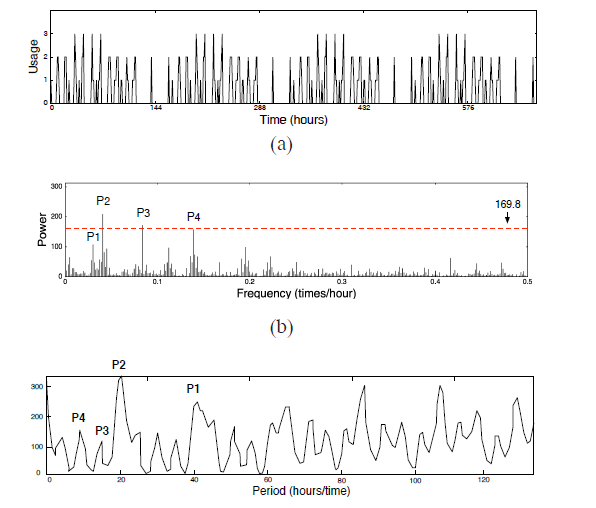 3
2
1
0
Usage
0 144 288 432 576
Time (hours)
(a)
300
200
100
0
Power
P1
P2
P3
P4
169.8
0 0.1 0.2 0.3 0.4 0.5
Frequency (times/hour)
(b)
300
200
100
0
P4
P3
P2
P1
0 20 40 60 80 100 120
Period (hours/time)